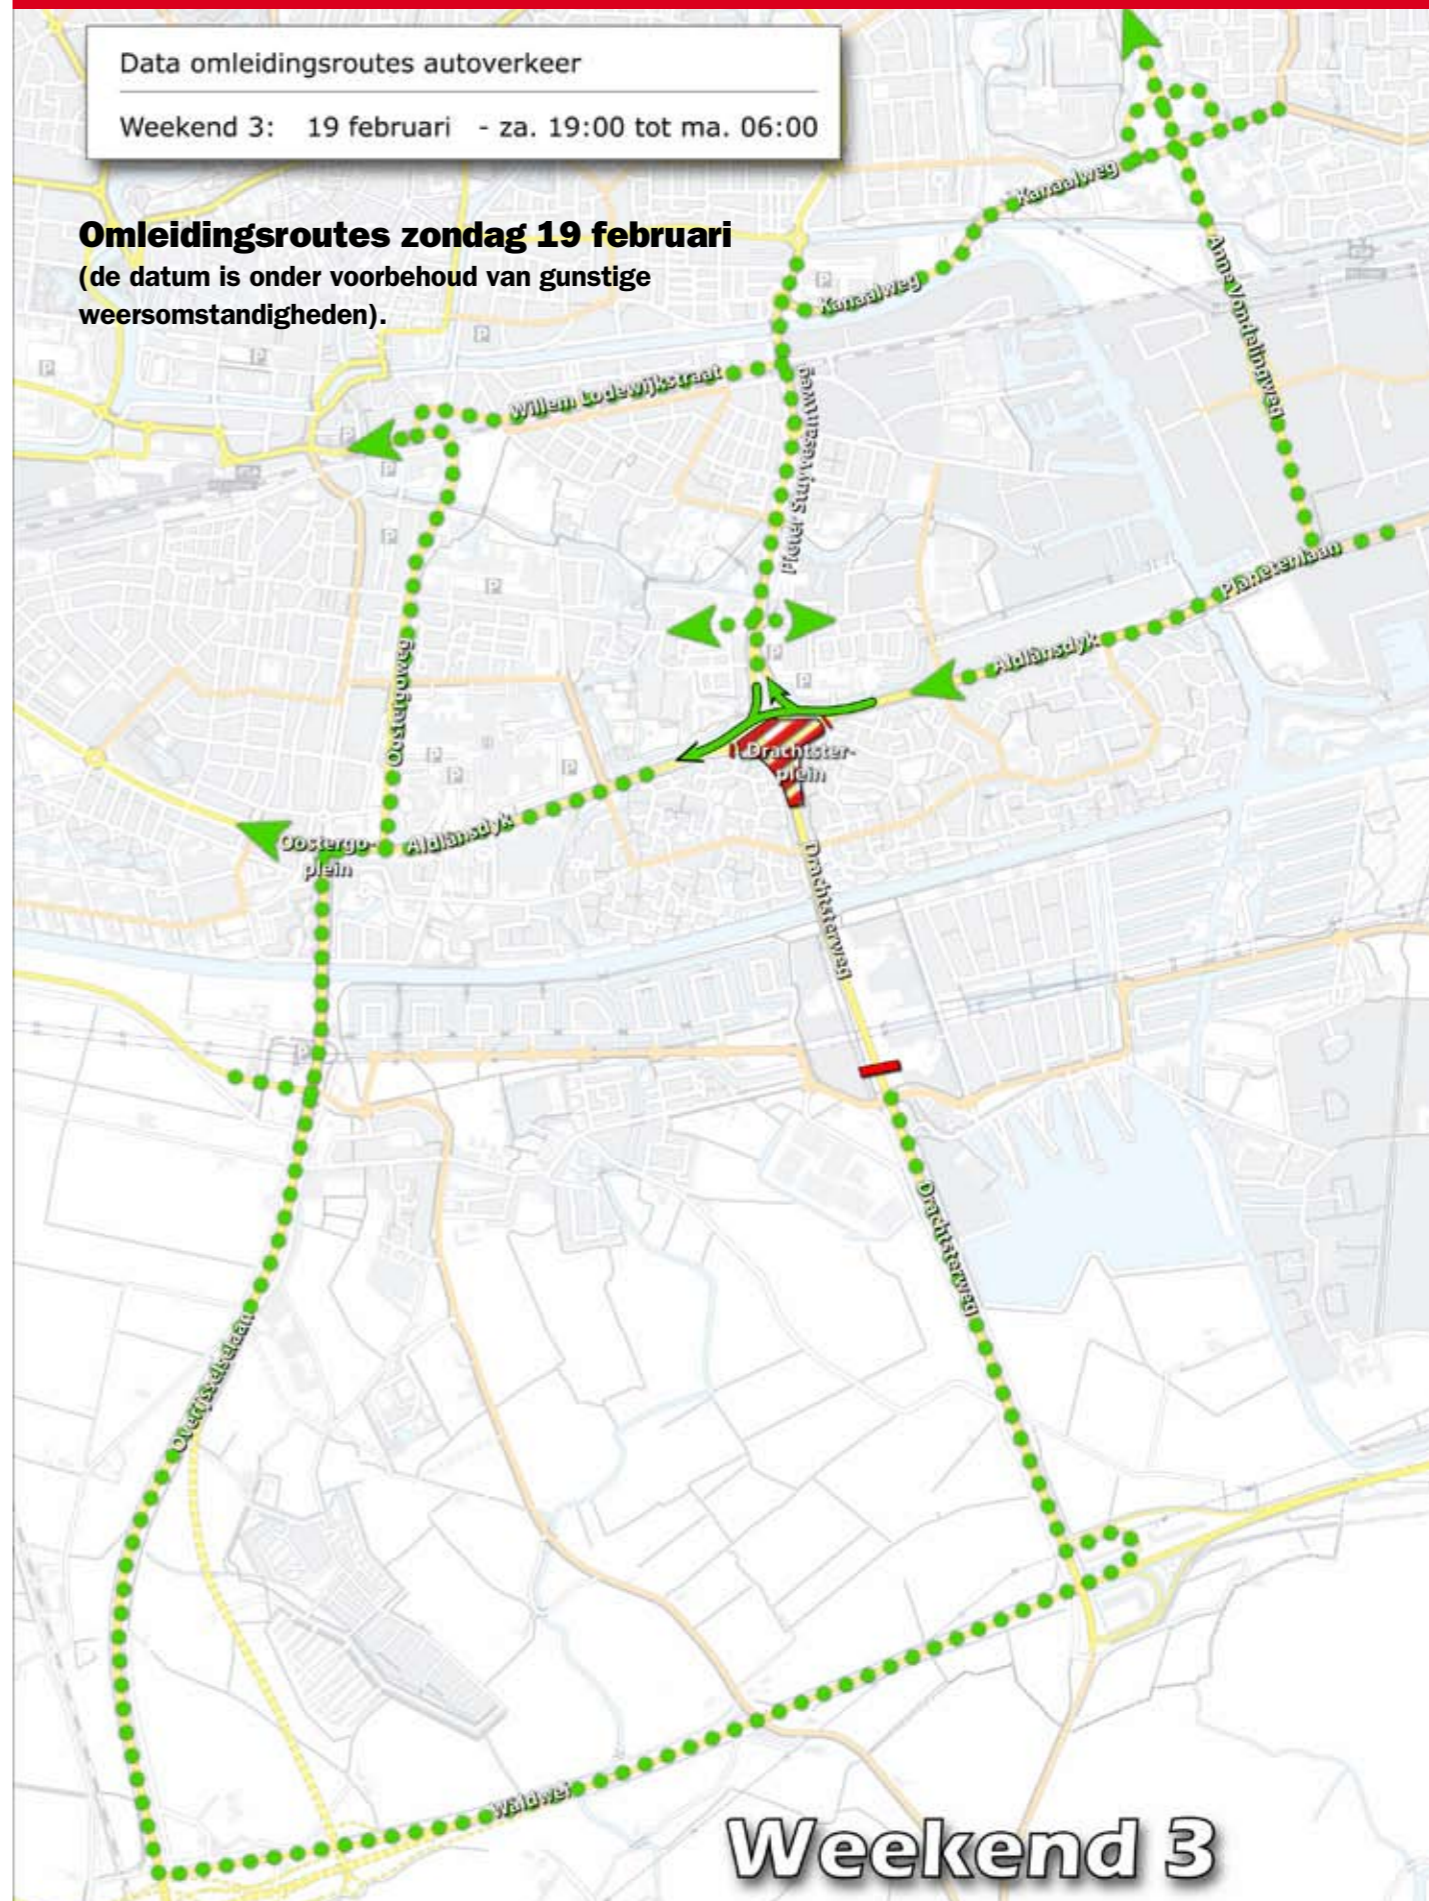 Data omleidingsroutes autoverkeer
Weekend 3: 19 februari - za. 19:00 tot ma. 06:00
Omleidingsroutes zondag 19 februari
(de datum is onder voorbehoud van gunstige
weersomstandigheden).
Kanaalweg
Kanaalweg
Anne Vondelingweg
Willem Lodewijkstraat
Pieter Stuyvesantweg
Planetenlaan
Aldlânsdyk
Oostergoweg
Drachtster-
plein
Aldlânsdyk
Oostergo-
plein
Drachtsterweg
Drachtsterweg
Overijsselselaan
Wâldwei
Weekend 3
P
P
P
P
P
P
P
P
P
P
P
P
P
P